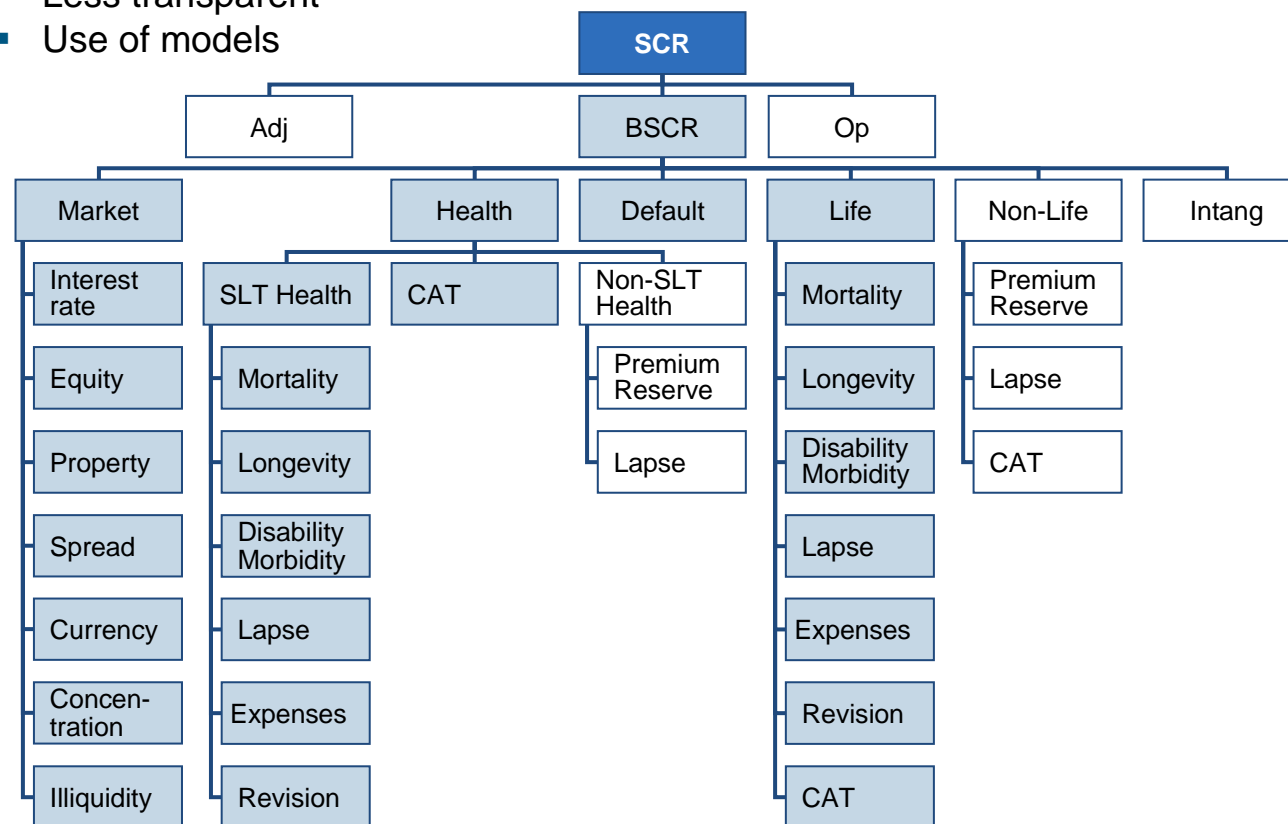 Less transparent
▪ Use of models
SCR
Adj
BSCR
Op
Market
Health
Default
Life
Non-Life
Intang
Interest
rate
Equity
Property
Spread
Currency
Concen-
tration
Illiquidity
SLT Health
Mortality
Longevity
Disability
Morbidity
Lapse
Expenses
Revision
CAT
Non-SLT
Health
Premium
Reserve
Lapse
Mortality
Longevity
Disability
Morbidity
Lapse
Expenses
Revision
CAT
Premium
Reserve
Lapse
CAT